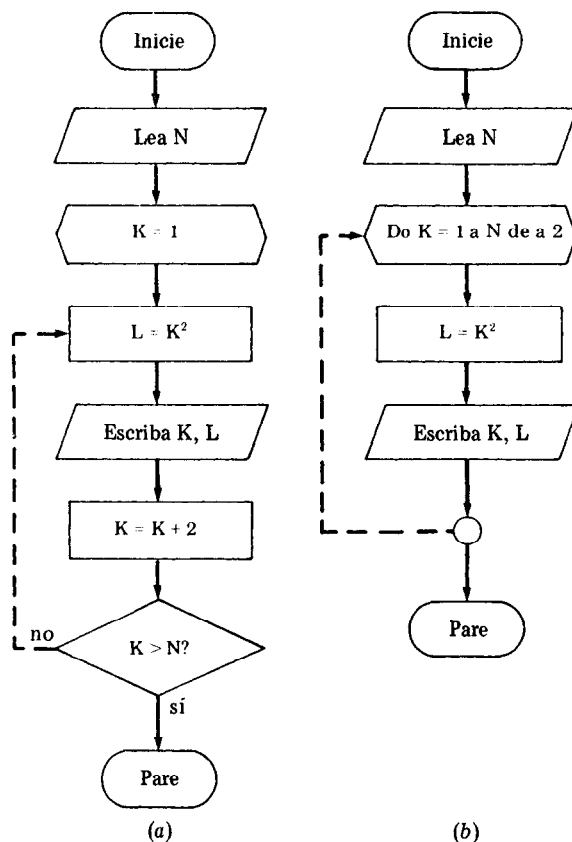 Inicie
Lea N
K = 1
L = K²
Escriba K, L
K = K + 2
no
K > N?
sí
Pare
(a)
Inicie
Lea N
Do K = 1 a N de a 2
L = K²
Escriba K, L
Pare
(b)